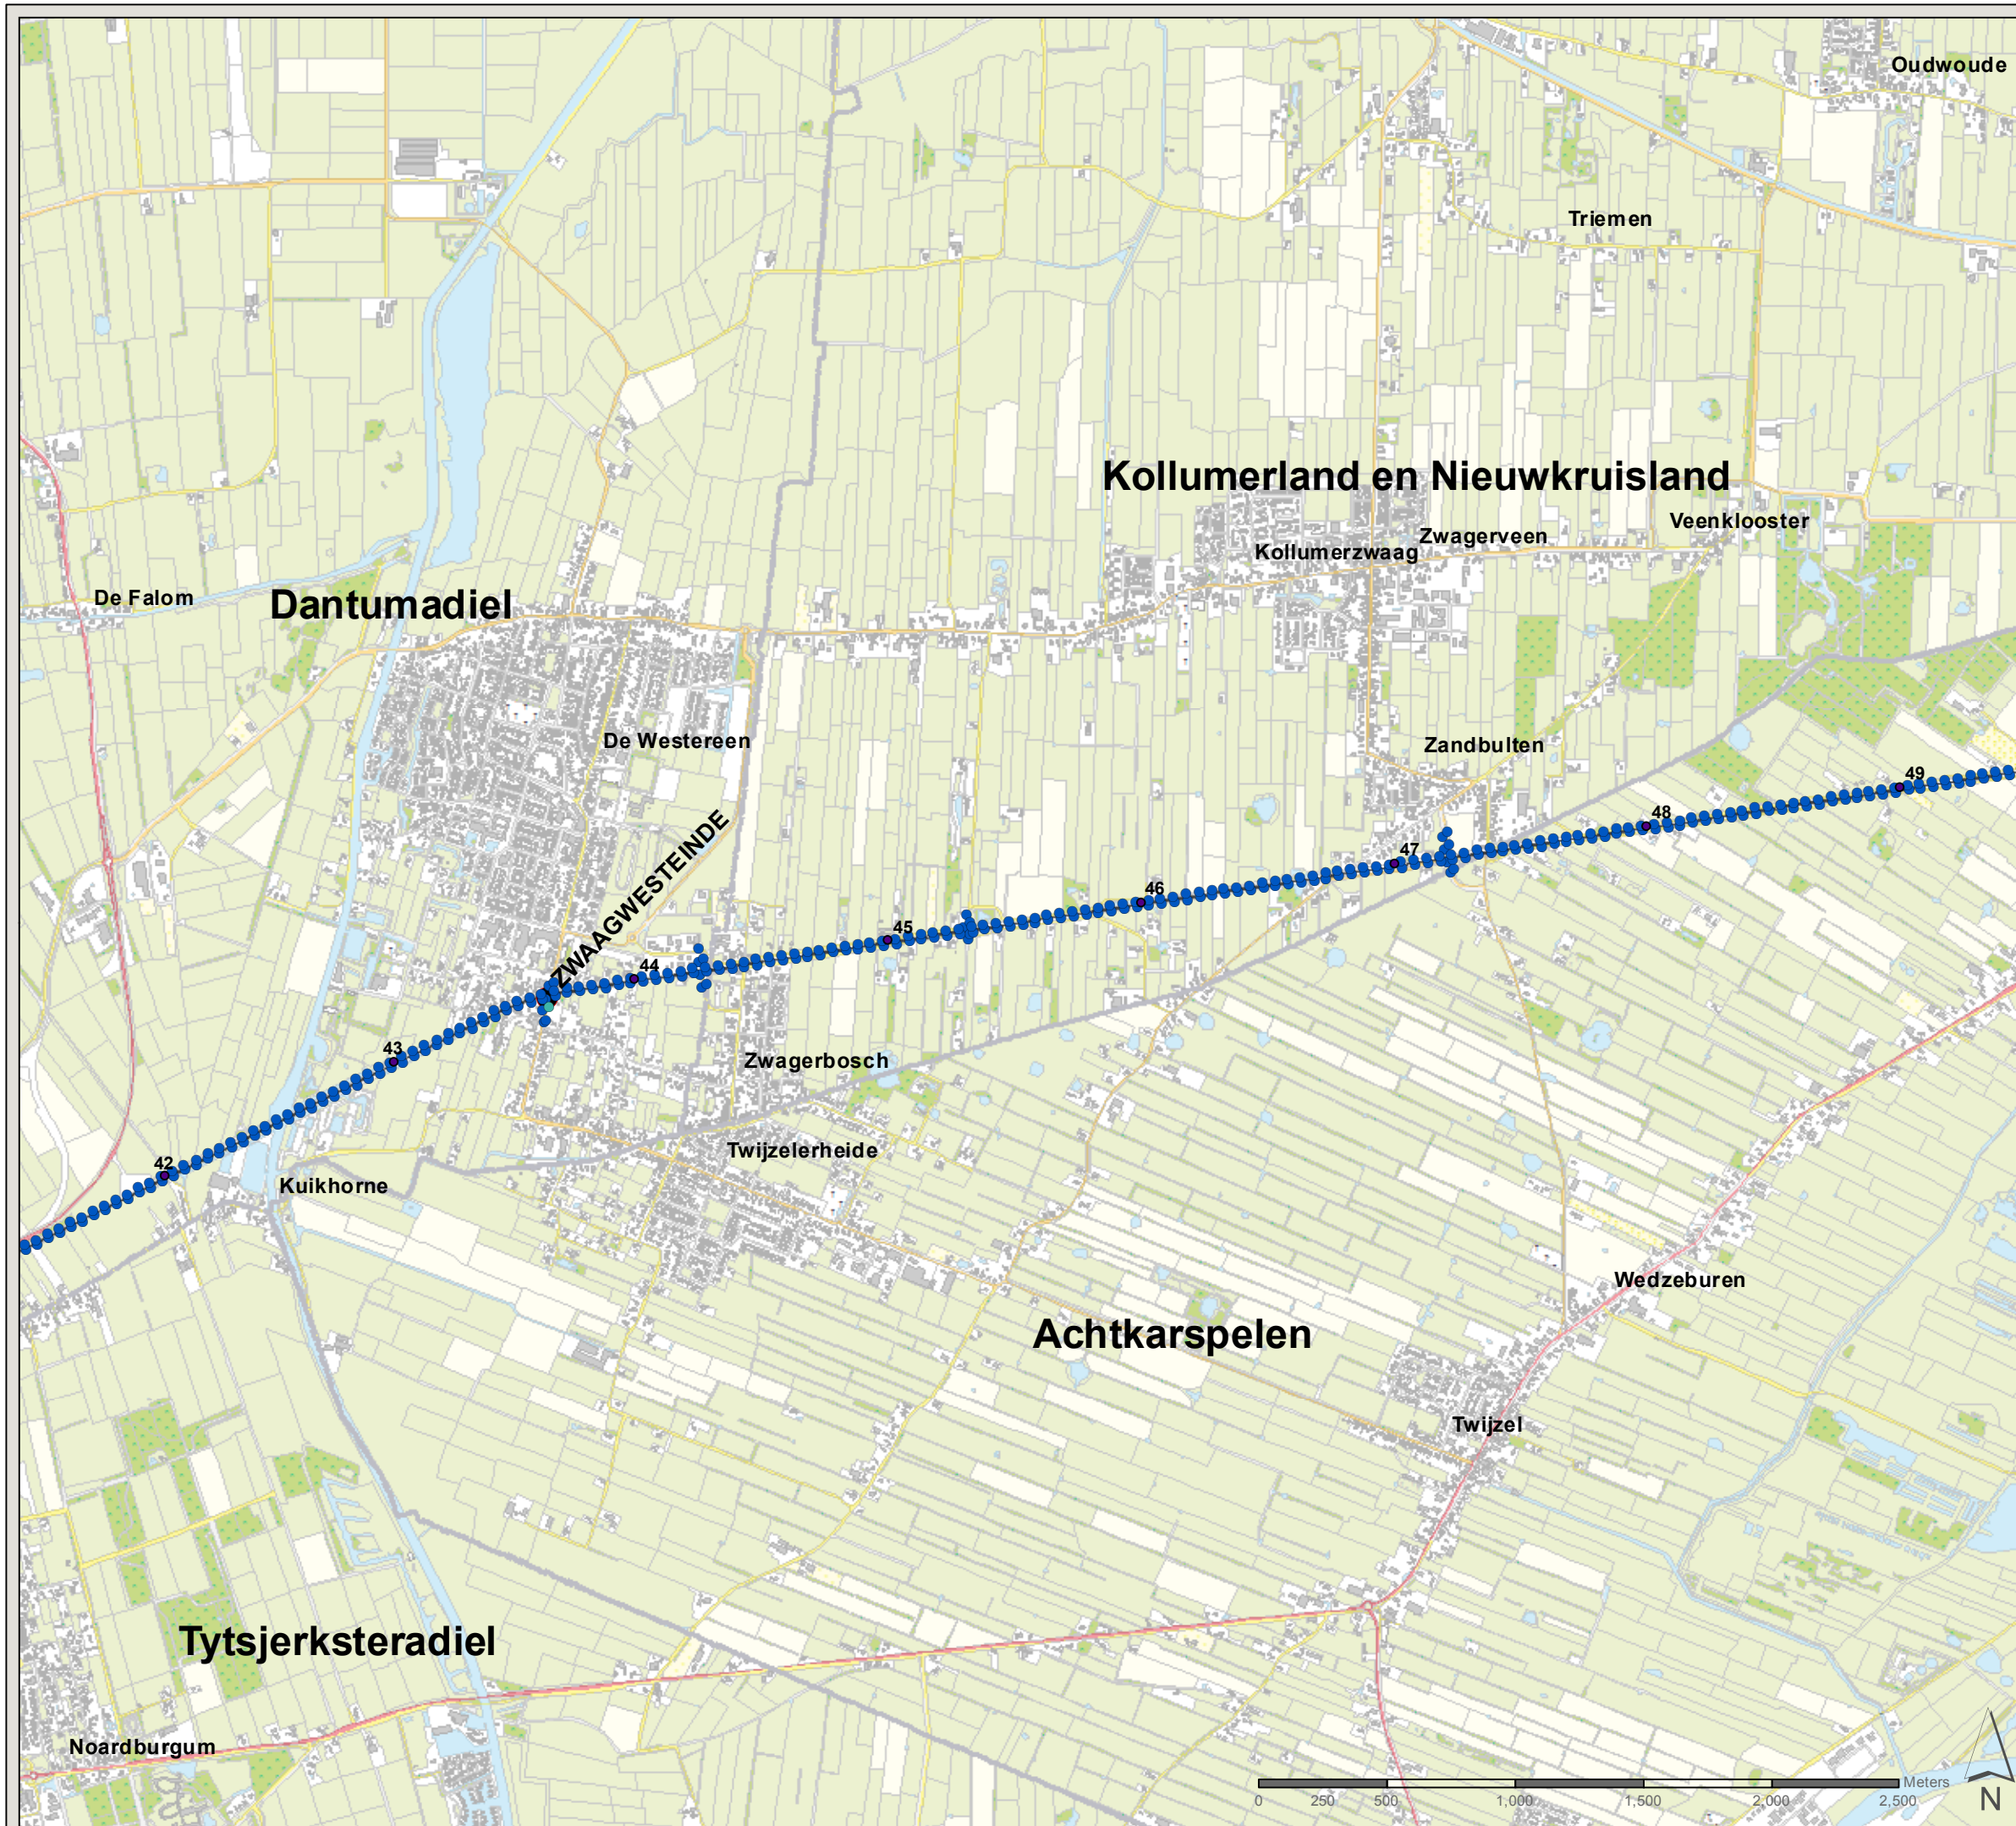 Oudwoude
Triemen
Kollumerland en Nieuwkruisland
Veenklooster
Zwagerveen
Kollumerzwaag
De Falom
Dantumadiel
De Westereen
Zandbulten
49
48
ZWAAGWESTEINDE
47
46
45
44
43
Zwagerbosch
Twijzelerheide
42
Kuikhorne
Wedzeburen
Achtkarspelen
Twijzel
Tytsjerksteradiel
Noardburgum
Meters
0 250 500 1,000 1,500 2,000 2,500
N